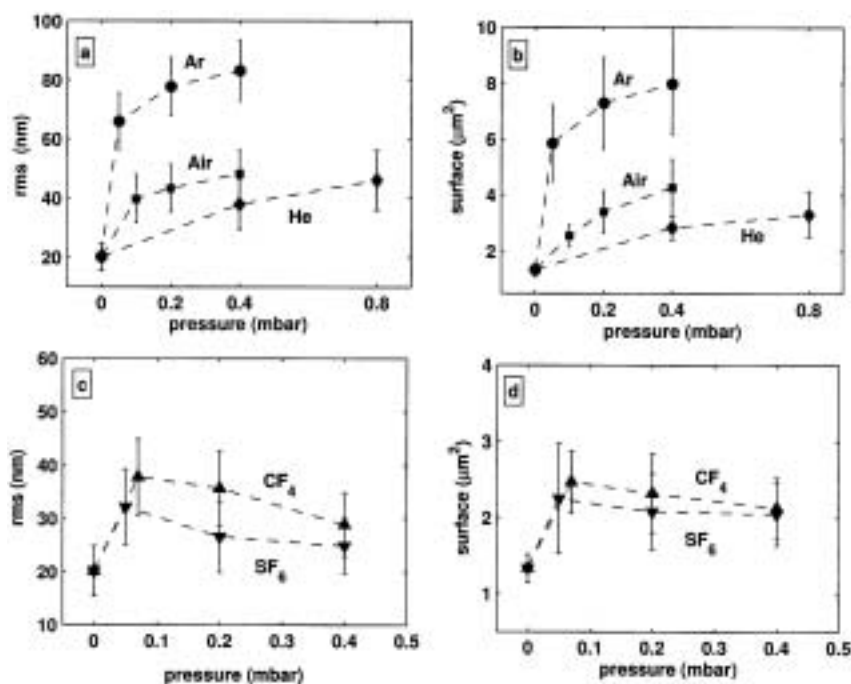 a
Ar
Air
He
rms (nm)
100
80
60
40
20
0
0.2
0.4
0.8
pressure (mbar)
b
Ar
Air
He
surface (μm²)
10
8
6
4
2
0
0.2
0.4
0.8
pressure (mbar)
c
CF₄
SF₆
rms (nm)
60
50
40
30
20
10
0
0.1
0.2
0.3
0.4
0.5
pressure (mbar)
d
CF₄
SF₆
surface (μm²)
4
3
2
1
0
0.1
0.2
0.3
0.4
0.5
pressure (mbar)